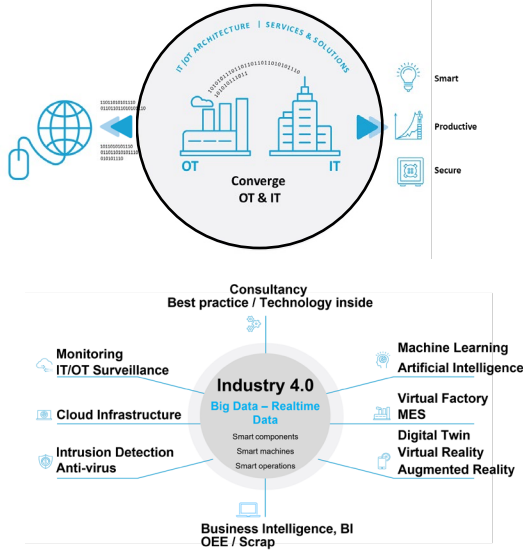 IT/OT ARCHITECTURE | SERVICES & SOLUTIONS
OT
IT
Converge
OT & IT
Smart
Productive
Secure
Consultancy
Best practice / Technology inside
Monitoring
IT/OT Surveillance
Cloud Infrastructure
Intrusion Detection
Anti-virus
Industry 4.0
Big Data – Realtime
Data
Smart components
Smart machines
Smart operations
Machine Learning
Artificial Intelligence
Virtual Factory
MES
Digital Twin
Virtual Reality
Augmented Reality
Business Intelligence, BI
OEE / Scrap